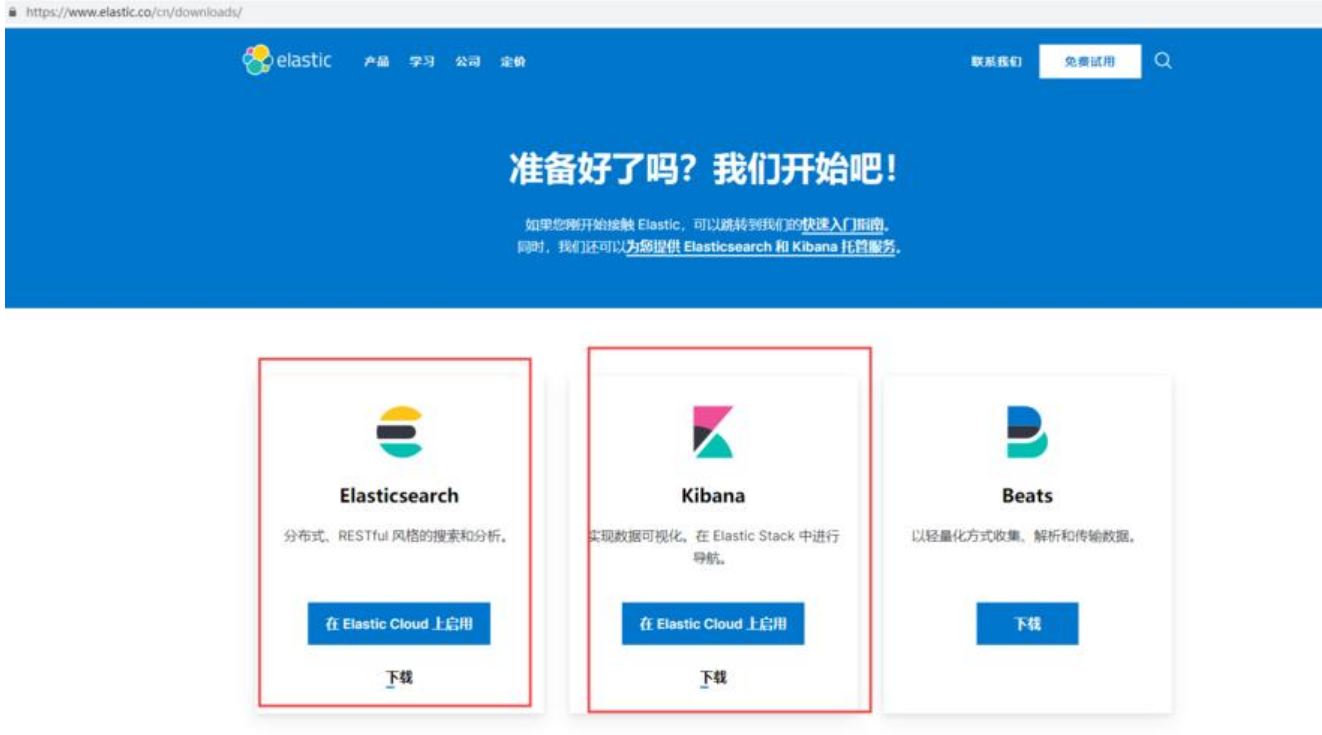 https://www.elastic.co/cn/downloads/
elastic 产品 学习 公司 定价 联系我们 免费试用
准备好了吗？我们开始吧！
如果您刚开始接触 Elastic，可以跳转到我们的快速入门指南。
同时，我们还可以为您提供 Elasticsearch 和 Kibana 托管服务。
Elasticsearch
分布式、RESTful 风格的搜索和分析。
在 Elastic Cloud 上启用
下载
Kibana
实现数据可视化。在 Elastic Stack 中进行
导航。
在 Elastic Cloud 上启用
下载
Beats
以轻量化方式收集、解析和传输数据。
下载